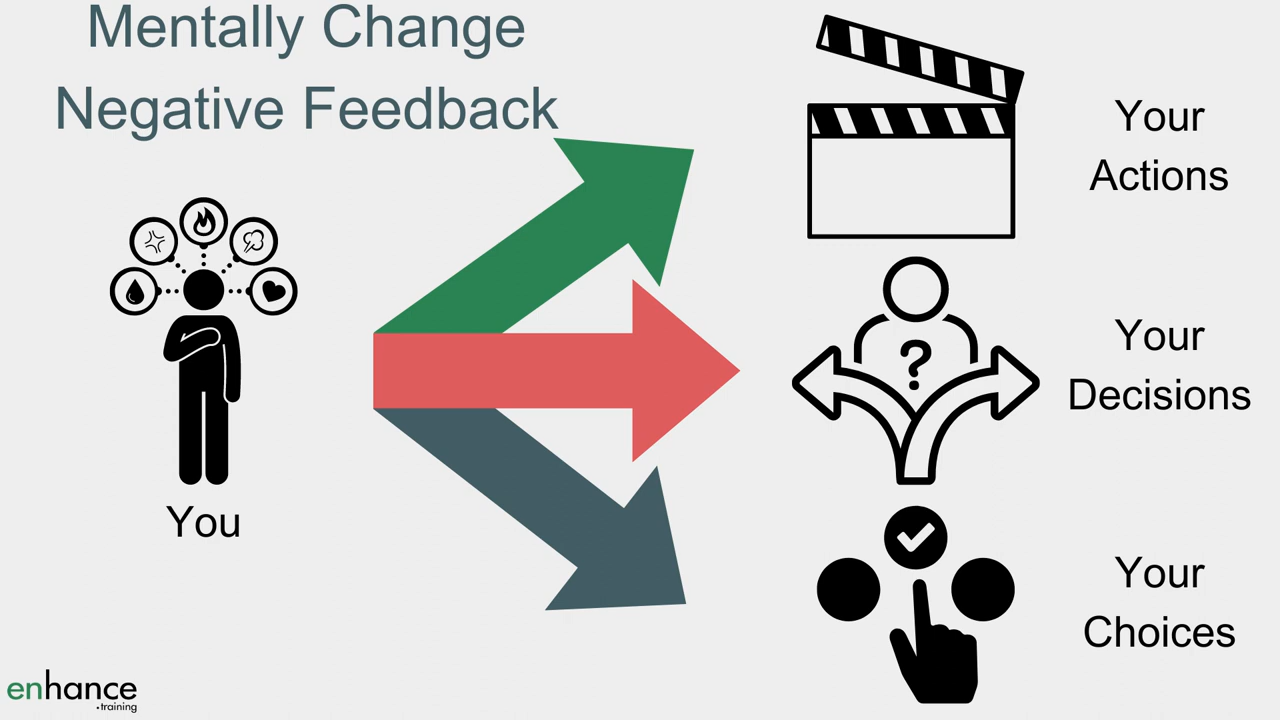 Mentally Change
Negative Feedback
Your
Actions
?
Your
Decisions
You
Your
Choices
enhance
.training